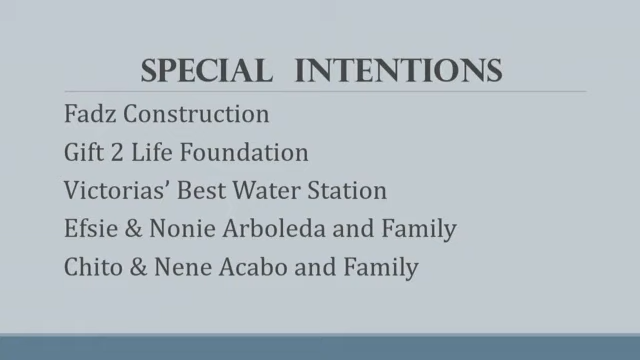 SPECIAL INTENTIONS
Fadz Construction
Gift 2 Life Foundation
Victorias’ Best Water Station
Efsie & Nonie Arboleda and Family
Chito & Nene Acabo and Family